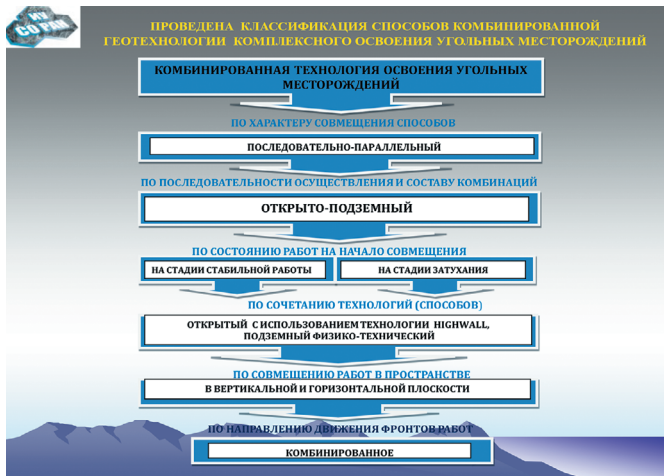 ИУ
СО РАН
ПРОВЕДЕНА КЛАССИФИКАЦИЯ СПОСОБОВ КОМБИНИРОВАННОЙ
ГЕОТЕХНОЛОГИИ КОМПЛЕКСНОГО ОСВОЕНИЯ УГОЛЬНЫХ МЕСТОРОЖДЕНИЙ
КОМБИНИРОВАННАЯ ТЕХНОЛОГИЯ ОСВОЕНИЯ УГОЛЬНЫХ
МЕСТОРОЖДЕНИЙ
ПО ХАРАКТЕРУ СОВМЕЩЕНИЯ СПОСОБОВ
ПОСЛЕДОВАТЕЛЬНО-ПАРАЛЛЕЛЬНЫЙ
ПО ПОСЛЕДОВАТЕЛЬНОСТИ ОСУЩЕСТВЛЕНИЯ И СОСТАВУ КОМБИНАЦИЙ
ОТКРЫТО-ПОДЗЕМНЫЙ
ПО СОСТОЯНИЮ РАБОТ НА НАЧАЛО СОВМЕЩЕНИЯ
НА СТАДИИ СТАБИЛЬНОЙ РАБОТЫ
НА СТАДИИ ЗАТУХАНИЯ
ПО СОЧЕТАНИЮ ТЕХНОЛОГИЙ (СПОСОБОВ)
ОТКРЫТЫЙ С ИСПОЛЬЗОВАНИЕМ ТЕХНОЛОГИИ HIGHWALL,
ПОДЗЕМНЫЙ ФИЗИКО-ТЕХНИЧЕСКИЙ
ПО СОВМЕЩЕНИЮ РАБОТ В ПРОСТРАНСТВЕ
В ВЕРТИКАЛЬНОЙ И ГОРИЗОНТАЛЬНОЙ ПЛОСКОСТИ
ПО НАПРАВЛЕНИЮ ДВИЖЕНИЯ ФРОНТОВ РАБОТ
КОМБИНИРОВАННОЕ